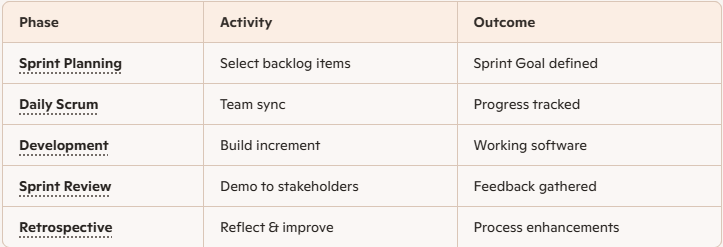 Phase Activity Outcome
Sprint Planning Select backlog items Sprint Goal defined
Daily Scrum Team sync Progress tracked
Development Build increment Working software
Sprint Review Demo to stakeholders Feedback gathered
Retrospective Reflect & improve Process enhancements